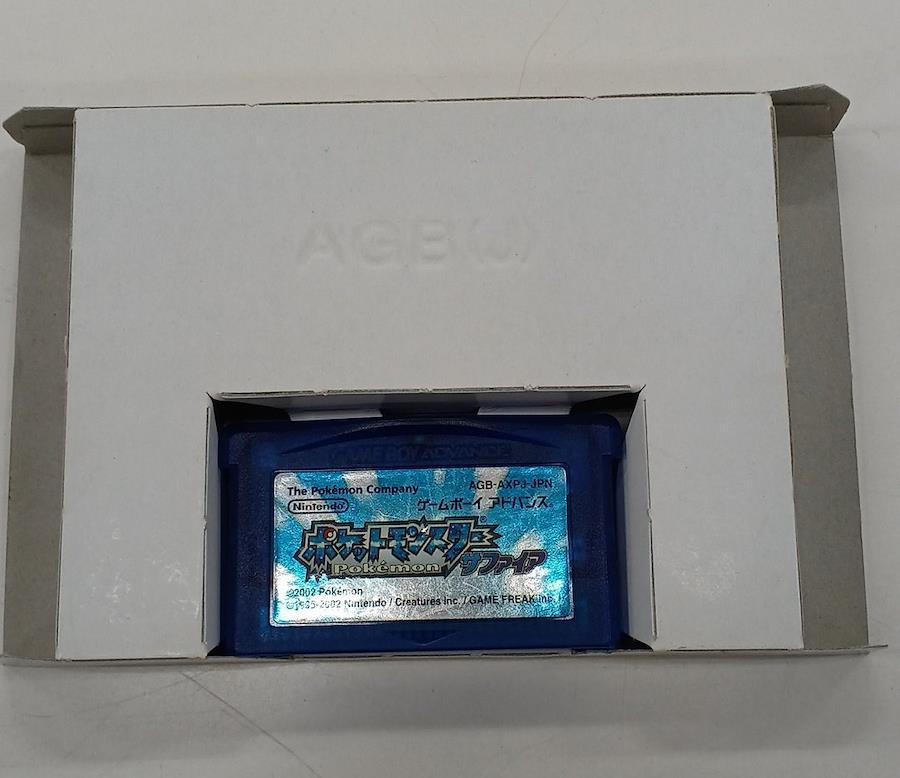 AGB(J)
GAME BOY ADVANCE
The Pokémon Company
AGB-AXPJ-JPN
Nintendo®
ゲームボーイ アドバンス®
ポケットモンスター®
Pokémon
サファイア
©2002 Pokémon
©1995-2002 Nintendo / Creatures inc. / GAME FREAK inc.